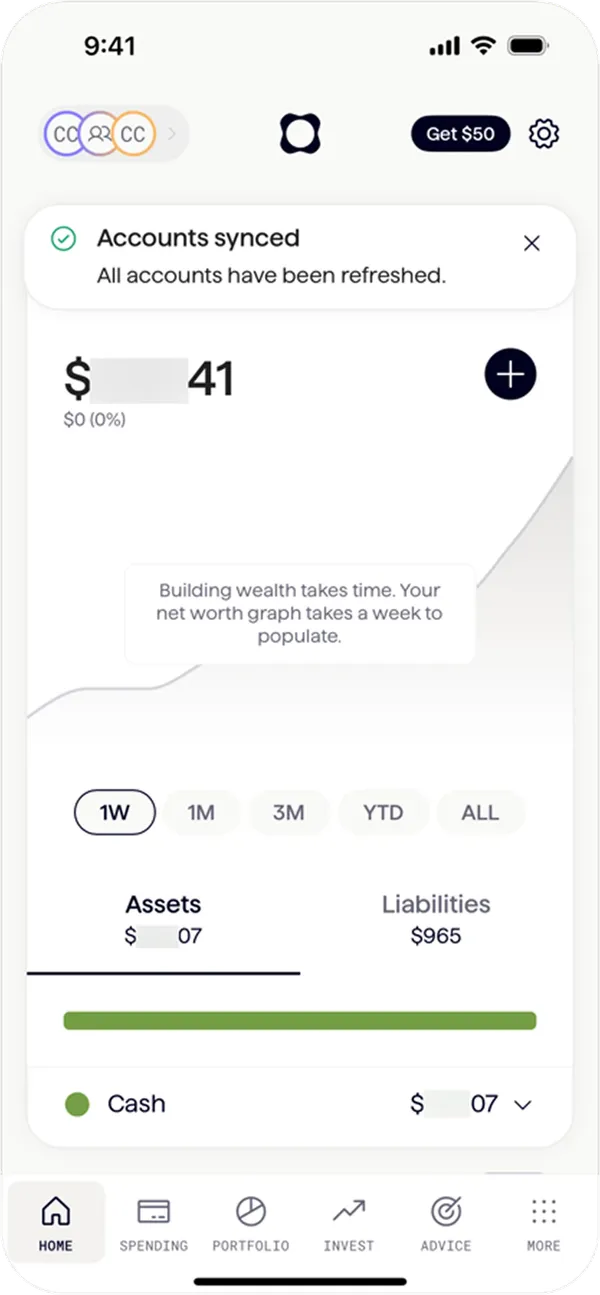 9:41
CC CC
Get $50
Accounts synced
All accounts have been refreshed.
$ 41
$0 (0%)
Building wealth takes time. Your
net worth graph takes a week to
populate.
1W 1M 3M YTD ALL
Assets Liabilities
$ 07 $965
Cash $ 07
HOME SPENDING PORTFOLIO INVEST ADVICE MORE